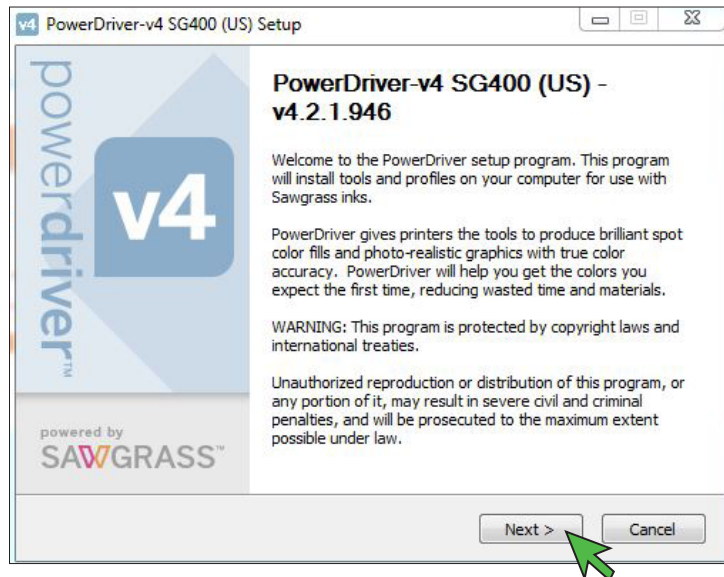 v4 PowerDriver-v4 SG400 (US) Setup
powerdriver™
v4
powered by
SAWGRASS™
PowerDriver-v4 SG400 (US) -
v4.2.1.946
Welcome to the PowerDriver setup program. This program
will install tools and profiles on your computer for use with
Sawgrass inks.
PowerDriver gives printers the tools to produce brilliant spot
color fills and photo-realistic graphics with true color
accuracy. PowerDriver will help you get the colors you
expect the first time, reducing wasted time and materials.
WARNING: This program is protected by copyright laws and
international treaties.
Unauthorized reproduction or distribution of this program, or
any portion of it, may result in severe civil and criminal
penalties, and will be prosecuted to the maximum extent
possible under law.
Next > Cancel